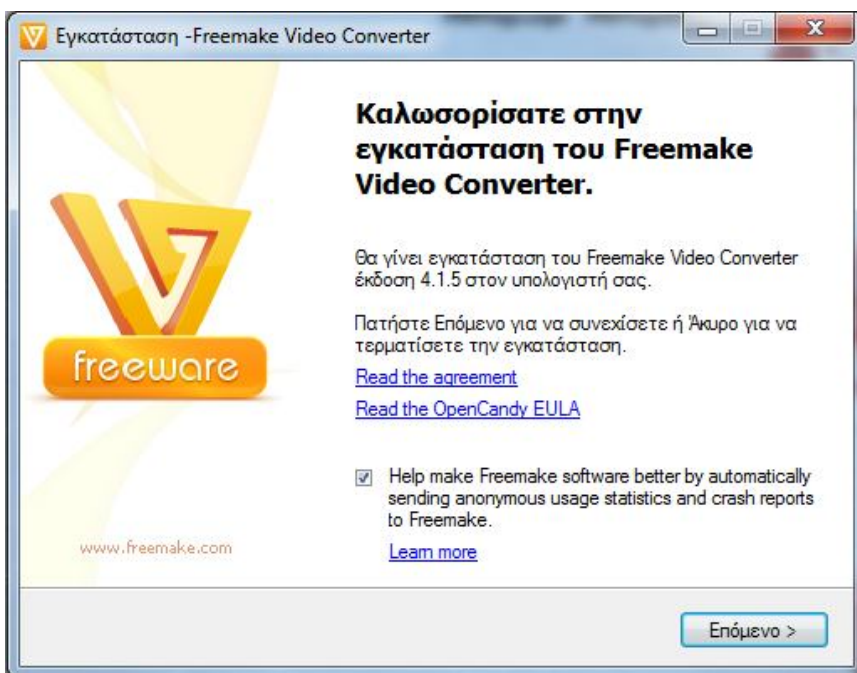 Εγκατάσταση -Freemake Video Converter
Καλωσορίσατε στην
εγκατάσταση του Freemake
Video Converter.
Θα γίνει εγκατάσταση του Freemake Video Converter
έκδοση 4.1.5 στον υπολογιστή σας.
Πατήστε Επόμενο για να συνεχίσετε ή Άκυρο για να
τερματίσετε την εγκατάσταση.
Read the agreement
Read the OpenCandy EULA
freeware
Help make Freemake software better by automatically
sending anonymous usage statistics and crash reports
to Freemake.
Learn more
www.freemake.com
Επόμενο >